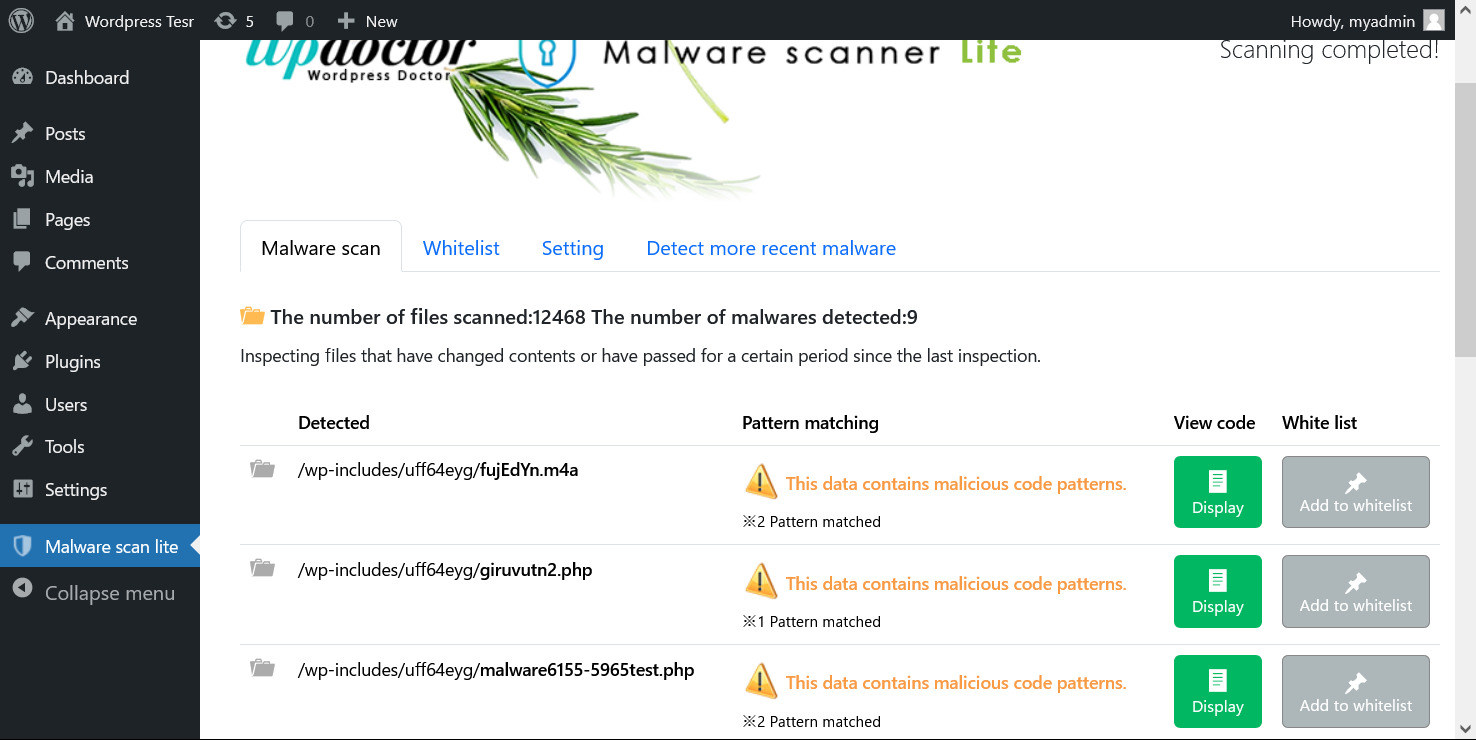 Wordpress Tesr 5 0 New Howdy, myadmin
wpdoctor Malware scanner Life Scanning completed!
Wordpress Doctor
Dashboard
Posts
Media
Pages
Comments
Appearance
Plugins
Users
Tools
Settings
Malware scan lite
Collapse menu
Malware scan Whitelist Setting Detect more recent malware
The number of files scanned:12468 The number of malwares detected:9
Inspecting files that have changed contents or have passed for a certain period since the last inspection.
Detected Pattern matching View code White list
/wp-includes/uff64eyg/fujEdYn.m4a This data contains malicious code patterns. Display Add to whitelist
※2 Pattern matched
/wp-includes/uff64eyg/giruvutn2.php This data contains malicious code patterns. Display Add to whitelist
※1 Pattern matched
/wp-includes/uff64eyg/malware6155-5965test.php This data contains malicious code patterns. Display Add to whitelist
※2 Pattern matched